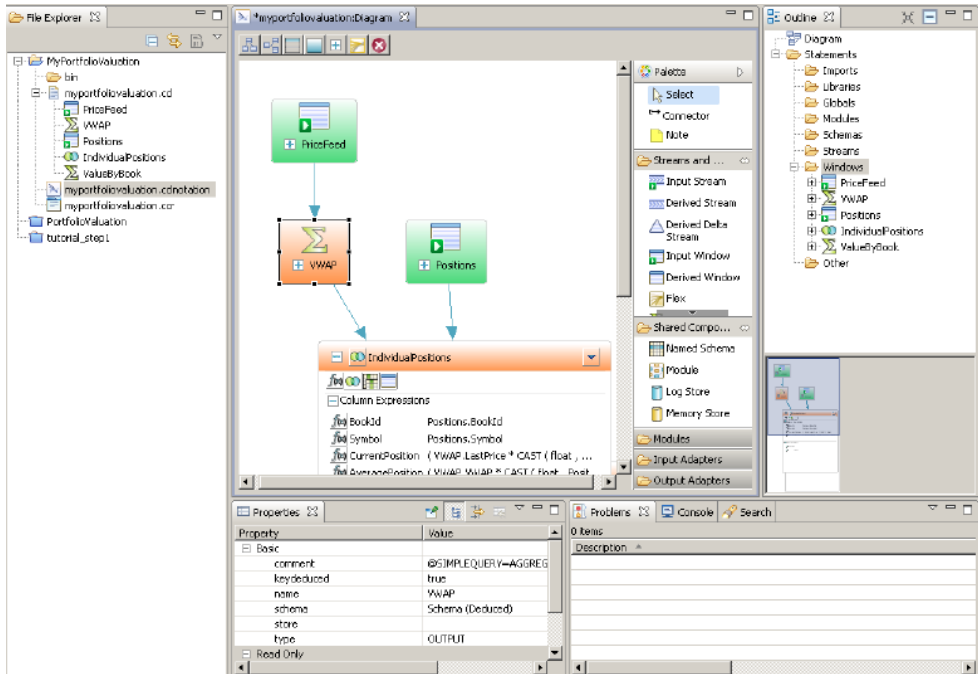 File Explorer
MyPortfolioValuation
bin
myportfoliovaluation.cd
PriceFeed
VWAP
Positions
IndividualPositions
ValueByBook
myportfoliovaluation.cdnotation
myportfoliovaluation.ccr
PortfolioValuation
tutorial_step1
*myportfoliovaluation:Diagram
PriceFeed
VWAP
Positions
IndividualPositions
Column Expressions
BookId Positions.BookId
Symbol Positions.Symbol
CurrentPosition ( VWAP.LastPrice * CAST ( float , ...
AveragePosition ( VWAP.VWAP * CAST ( float , Posit
Palette
Select
Connector
Note
Streams and ...
Input Stream
Derived Stream
Derived Delta
Stream
Input Window
Derived Window
Flex
Shared Compo...
Named Schema
Module
Log Store
Memory Store
Modules
Input Adapters
Output Adapters
Outline
Diagram
Statements
Imports
Libraries
Globals
Modules
Schemas
Streams
Windows
PriceFeed
VWAP
Positions
IndividualPositions
ValueByBook
Other
Properties
Property Value
Basic
comment @SIMPLEQUERY=AGGREG
keydeduced true
name VWAP
schema Schema (Deduced)
store
type OUTPUT
Read Only
Problems Console Search
0 items
Description